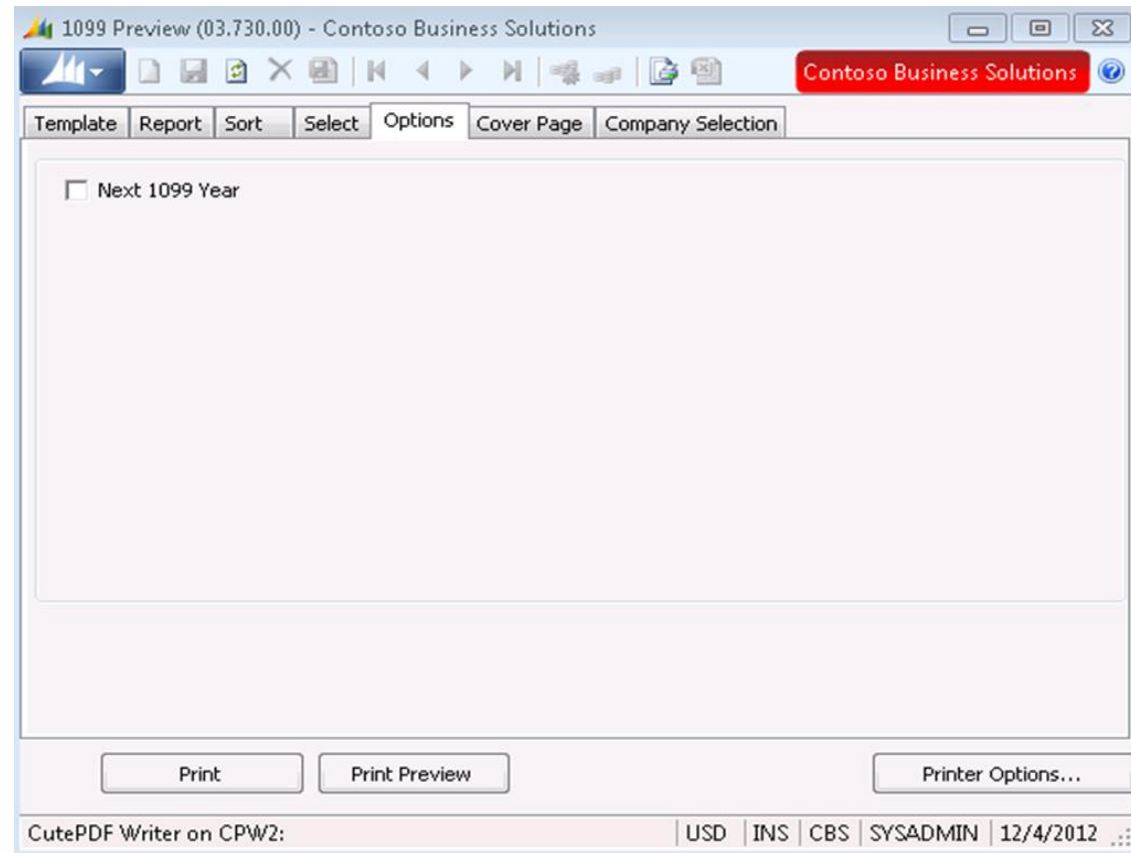 1099 Preview (03.730.00) - Contoso Business Solutions
Contoso Business Solutions
Template Report Sort Select Options Cover Page Company Selection
Next 1099 Year
Print Print Preview Printer Options...
CutePDF Writer on CPW2: USD INS CBS SYSADMIN 12/4/2012